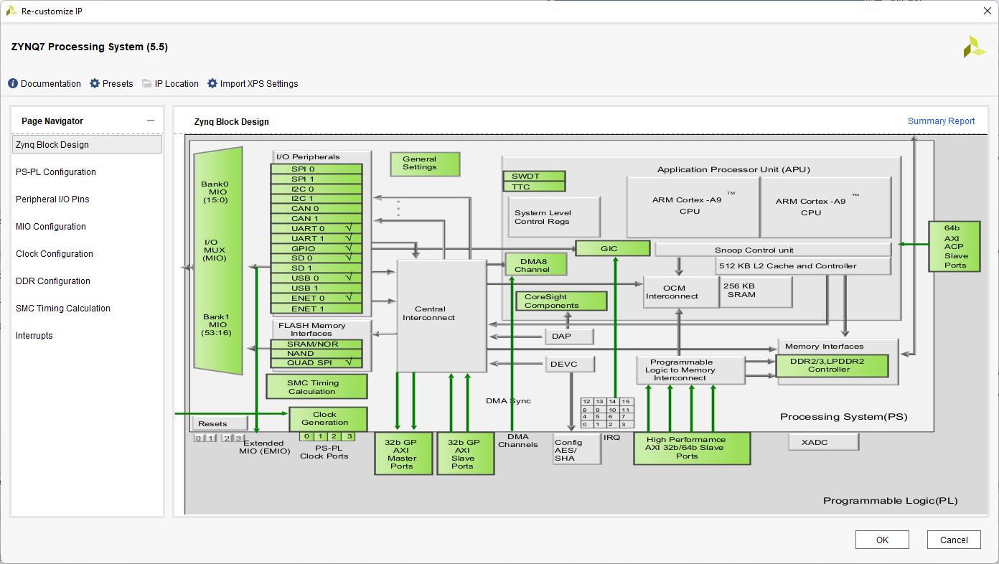 Re-customize IP
ZYNQ7 Processing System (5.5)
Documentation
Presets
IP Location
Import XPS Settings
Page Navigator
Zynq Block Design
PS-PL Configuration
Peripheral I/O Pins
MIO Configuration
Clock Configuration
DDR Configuration
SMC Timing Calculation
Interrupts
Zynq Block Design
Summary Report
Bank0
MIO
(15:0)
I/O
MUX
(MIO)
Bank1
MIO
(53:16)
I/O Peripherals
SPI 0
SPI 1
I2C 0
I2C 1
CAN 0
CAN 1
UART 0 √
UART 1 √
GPIO √
SD 0 √
SD 1
USB 0 √
USB 1
ENET 0 √
ENET 1
FLASH Memory
Interfaces
SRAM/NOR
NAND
QUAD SPI √
SMC Timing
Calculation
General
Settings
Central
Interconnect
Application Processor Unit (APU)
SWDT
TTC
System Level
Control Regs
ARM Cortex -A9 ™
CPU
ARM Cortex -A9 ™
CPU
GIC
Snoop Control unit
DMA8
Channel
512 KB L2 Cache and Controller
OCM
Interconnect
256 KB
SRAM
CoreSight
Components
DAP
DEVC
64b
AXI
ACP
Slave
Ports
Memory Interfaces
DDR2/3,LPDDR2
Controller
Programmable
Logic to Memory
Interconnect
DMA Sync
12 13 14 15
8 9 10 11
4 5 6 7
0 1 2 3
Processing System(PS)
Resets
0 1 2 3
Clock
Generation
0 1 2 3
Extended
MIO (EMIO)
PS-PL
Clock Ports
32b GP
AXI
Master
Ports
32b GP
AXI
Slave
Ports
DMA
Channels
Config
AES/
SHA
IRQ
High Performamce
AXI 32b/64b Slave
Ports
XADC
Programmable Logic(PL)
OK
Cancel